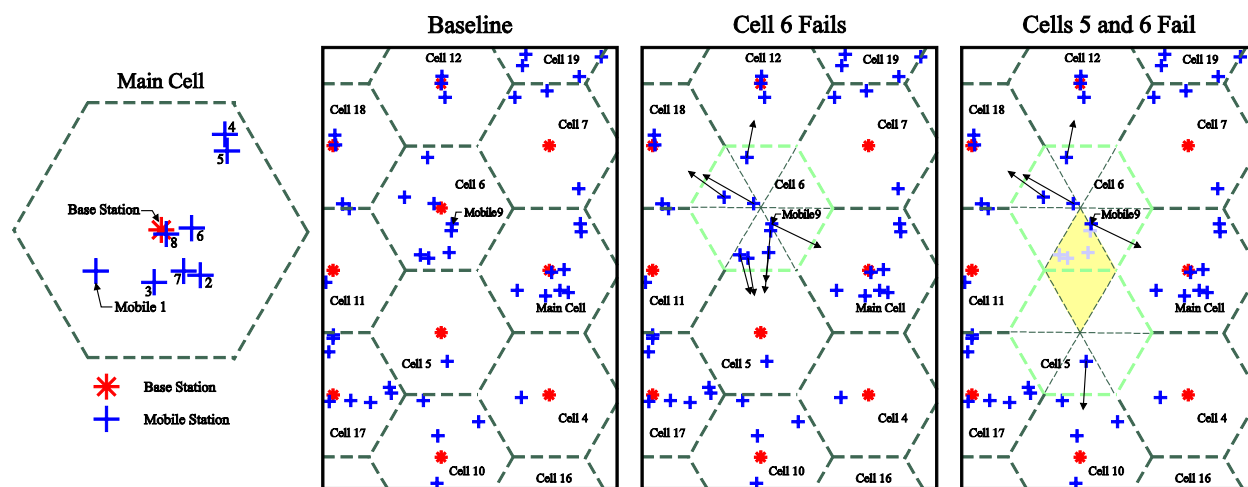 Main Cell
4
5
Base Station
6
8
7
2
3
Mobile 1
Base Station
Mobile Station
Baseline
Cell 12
Cell 19
Cell 18
Cell 7
Cell 6
Mobile9
Cell 11
Main Cell
Cell 5
Cell 4
Cell 17
Cell 10
Cell 16
Cell 6 Fails
Cell 12
Cell 19
Cell 18
Cell 7
Cell 6
Mobile9
Cell 11
Main Cell
Cell 5
Cell 4
Cell 17
Cell 10
Cell 16
Cells 5 and 6 Fail
Cell 12
Cell 19
Cell 18
Cell 7
Cell 6
Mobile9
Cell 11
Main Cell
Cell 5
Cell 4
Cell 17
Cell 10
Cell 16